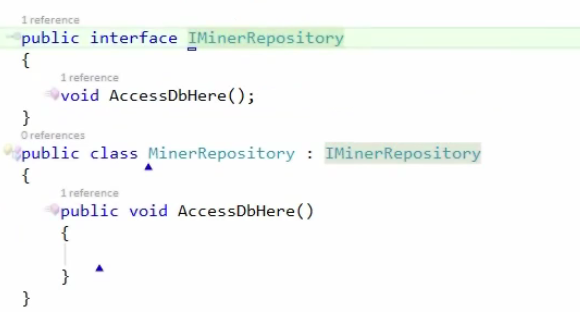 1 reference
public interface IMinerRepository
{
1 reference
void AccessDbHere();
}
0 references
public class MinerRepository : IMinerRepository
{
1 reference
public void AccessDbHere()
{
}
}